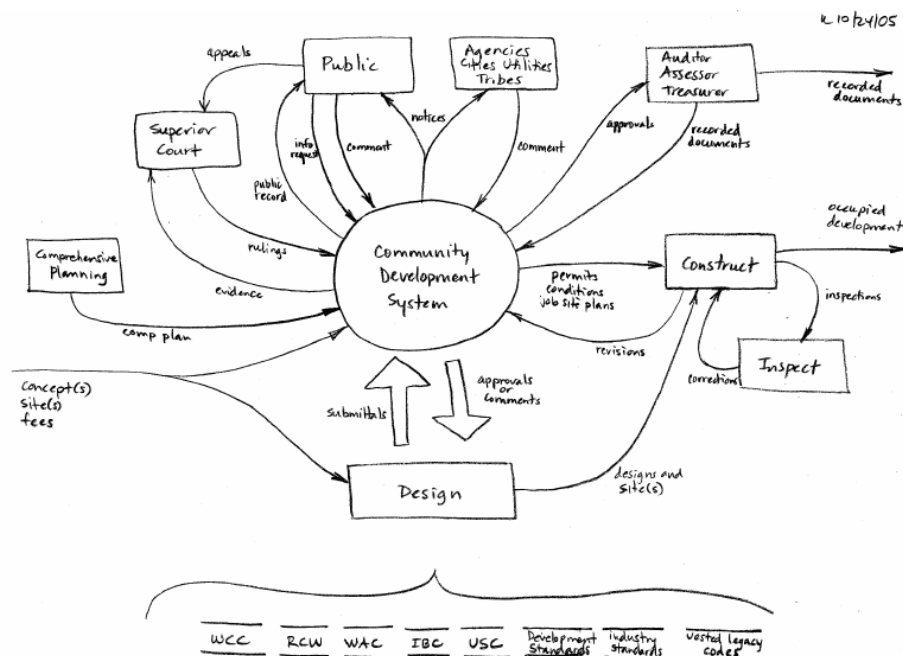 k 10/24/05
appeals
Public
Agencies
Cities Utilities
Tribes
Auditor
Assessor
Treasurer
recorded
documents
Superior
Court
info
request
comment
notices
comment
approvals
recorded
documents
public
record
occupied
development
Comprehensive
Planning
rulings
evidence
Community
Development
System
permits
conditions
job site plans
Construct
inspections
comp plan
revisions
corrections
Inspect
concept(s)
site(s)
fees
submittals
approvals
or
comments
Design
designs and
site(s)
WCC
RCW
WAC
IBC
USC
Development
Standards
industry
standards
vested legacy
codes